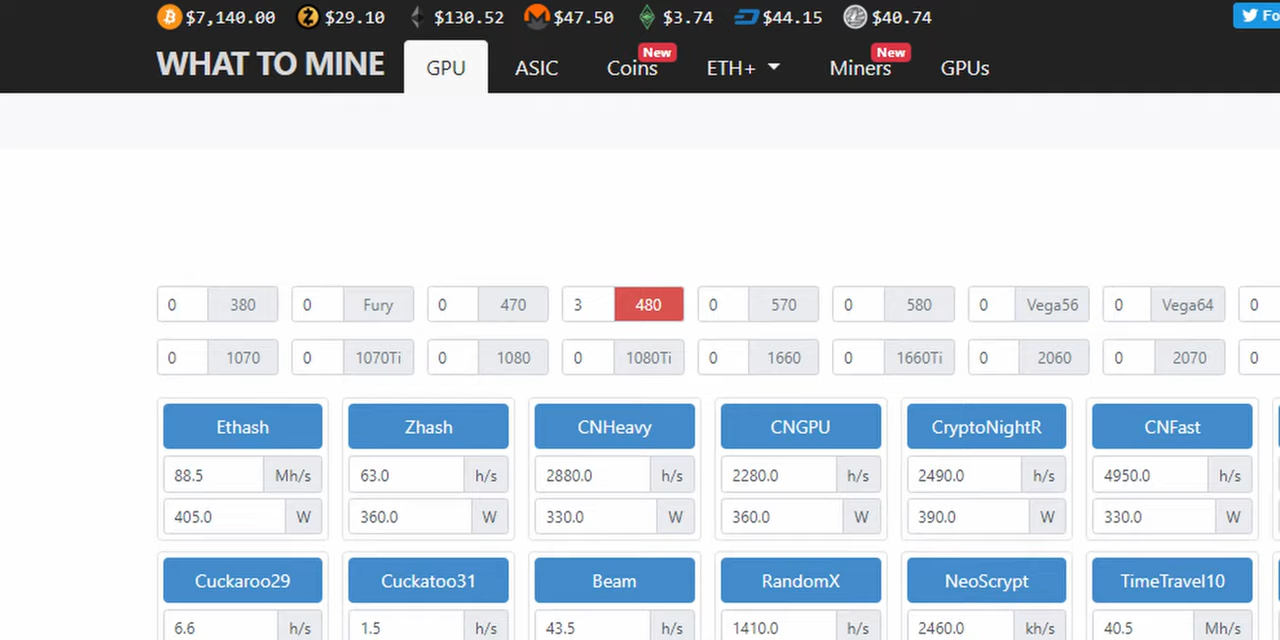 $7,140.00 $29.10 $130.52 $47.50 $3.74 $44.15 $40.74 Fo
WHAT TO MINE GPU ASIC Coins New ETH+ Miners New GPUs
0 380 0 Fury 0 470 3 480 0 570 0 580 0 Vega56 0 Vega64 0
0 1070 0 1070Ti 0 1080 0 1080Ti 0 1660 0 1660Ti 0 2060 0 2070 0
Ethash Zhash CNHeavy CNGPU CryptoNightR CNFast
88.5 Mh/s 63.0 h/s 2880.0 h/s 2280.0 h/s 2490.0 h/s 4950.0 h/s
405.0 W 360.0 W 330.0 W 360.0 W 390.0 W 330.0 W
Cuckaroo29 Cuckatoo31 Beam RandomX NeoScrypt TimeTravel10
6.6 h/s 1.5 h/s 43.5 h/s 1410.0 h/s 2460.0 kh/s 40.5 Mh/s